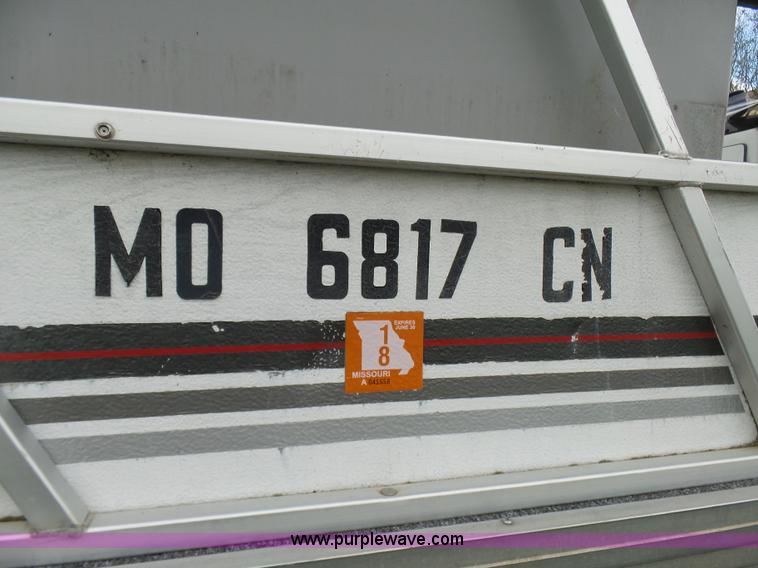 MO 6817 CN
EXPIRES
JUNE 30
1
8
MISSOURI
A
www.purplewave.com